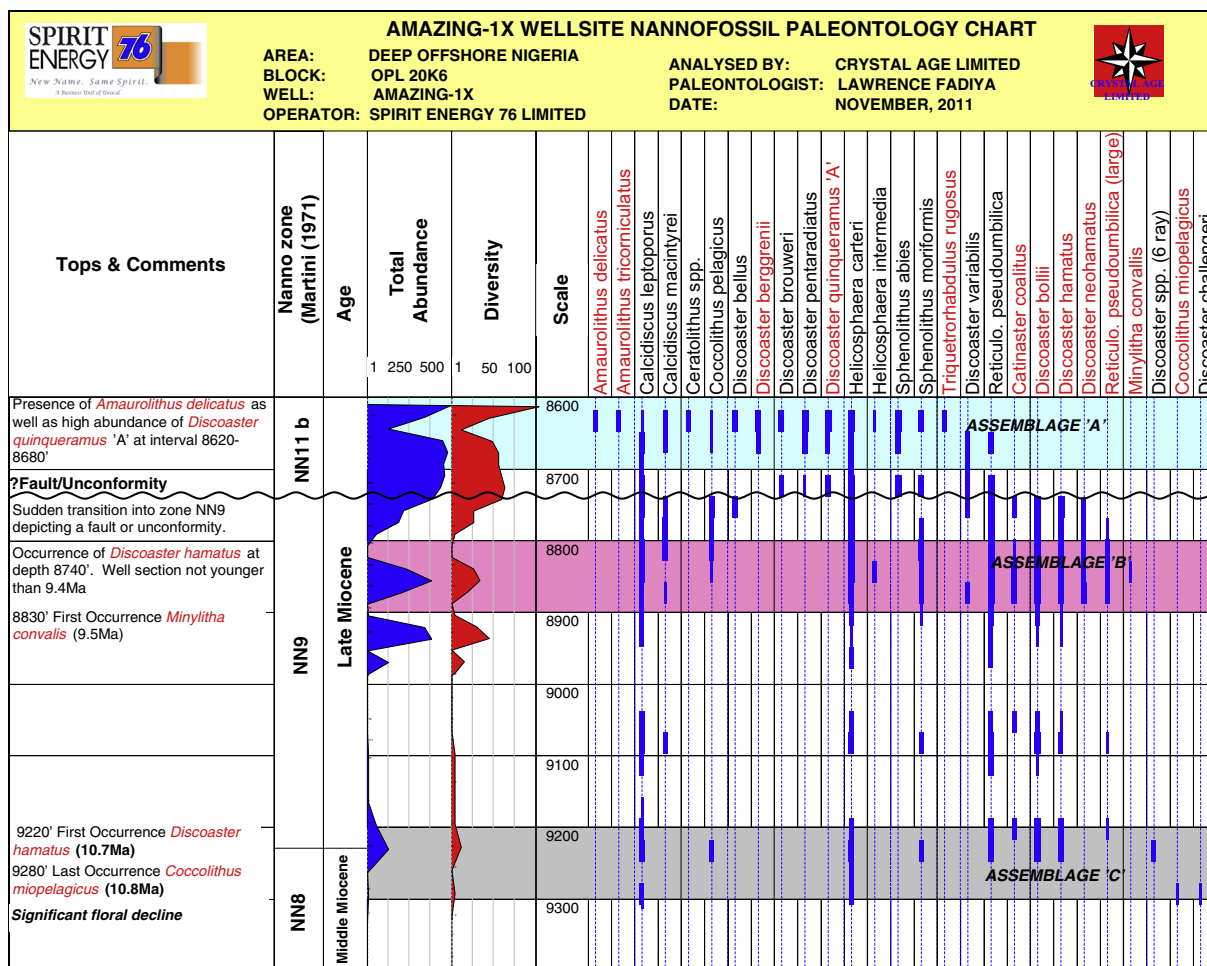 AMAZING-1X WELLSITE NANNOFOSSIL PALEONTOLOGY CHART
SPIRIT
ENERGY 76
New Name. Same Spirit.
A Business Unit of Unocal
AREA: DEEP OFFSHORE NIGERIA
BLOCK: OPL 20K6
WELL: AMAZING-1X
OPERATOR: SPIRIT ENERGY 76 LIMITED
ANALYSED BY: CRYSTAL AGE LIMITED
PALEONTOLOGIST: LAWRENCE FADIYA
DATE: NOVEMBER, 2011
CRYSTAL AGE
LIMITED
Tops & Comments
Nanno zone
(Martini (1971)
Age
Total
Abundance
1 250 500
Diversity
1 50 100
Scale
Amaurolithus delicatus
Amaurolithus tricorniculatus
Calcidiscus leptoporus
Calcidiscus macintyrei
Ceratolithus spp.
Coccolithus pelagicus
Discoaster bellus
Discoaster berggrenii
Discoaster brouweri
Discoaster pentaradiatus
Discoaster quinqueramus 'A'
Helicosphaera carteri
Helicosphaera intermedia
Sphenolithus abies
Sphenolithus moriformis
Triquetrorhabdulus rugosus
Discoaster variabilis
Reticulo. pseudoumbilica
Catinaster coalitus
Discoaster bollii
Discoaster hamatus
Discoaster neohamatus
Reticulo. pseudoumbilica (large)
Minylitha convallis
Discoaster spp. (6 ray)
Coccolithus miopelagicus
Discoaster challengeri
Presence of Amaurolithus delicatus as
well as high abundance of Discoaster
quinqueramus 'A' at interval 8620-
8680'
?Fault/Unconformity
Sudden transition into zone NN9
depicting a fault or unconformity.
Occurrence of Discoaster hamatus at
depth 8740'. Well section not younger
than 9.4Ma
8830' First Occurrence Minylitha
convalis (9.5Ma)
9220' First Occurrence Discoaster
hamatus (10.7Ma)
9280' Last Occurrence Coccolithus
miopelagicus (10.8Ma)
Significant floral decline
NN11 b
NN9
NN8
Late Miocene
Middle Miocene
8600
8700
8800
8900
9000
9100
9200
9300
ASSEMBLAGE 'A'
ASSEMBLAGE 'B'
ASSEMBLAGE 'C'